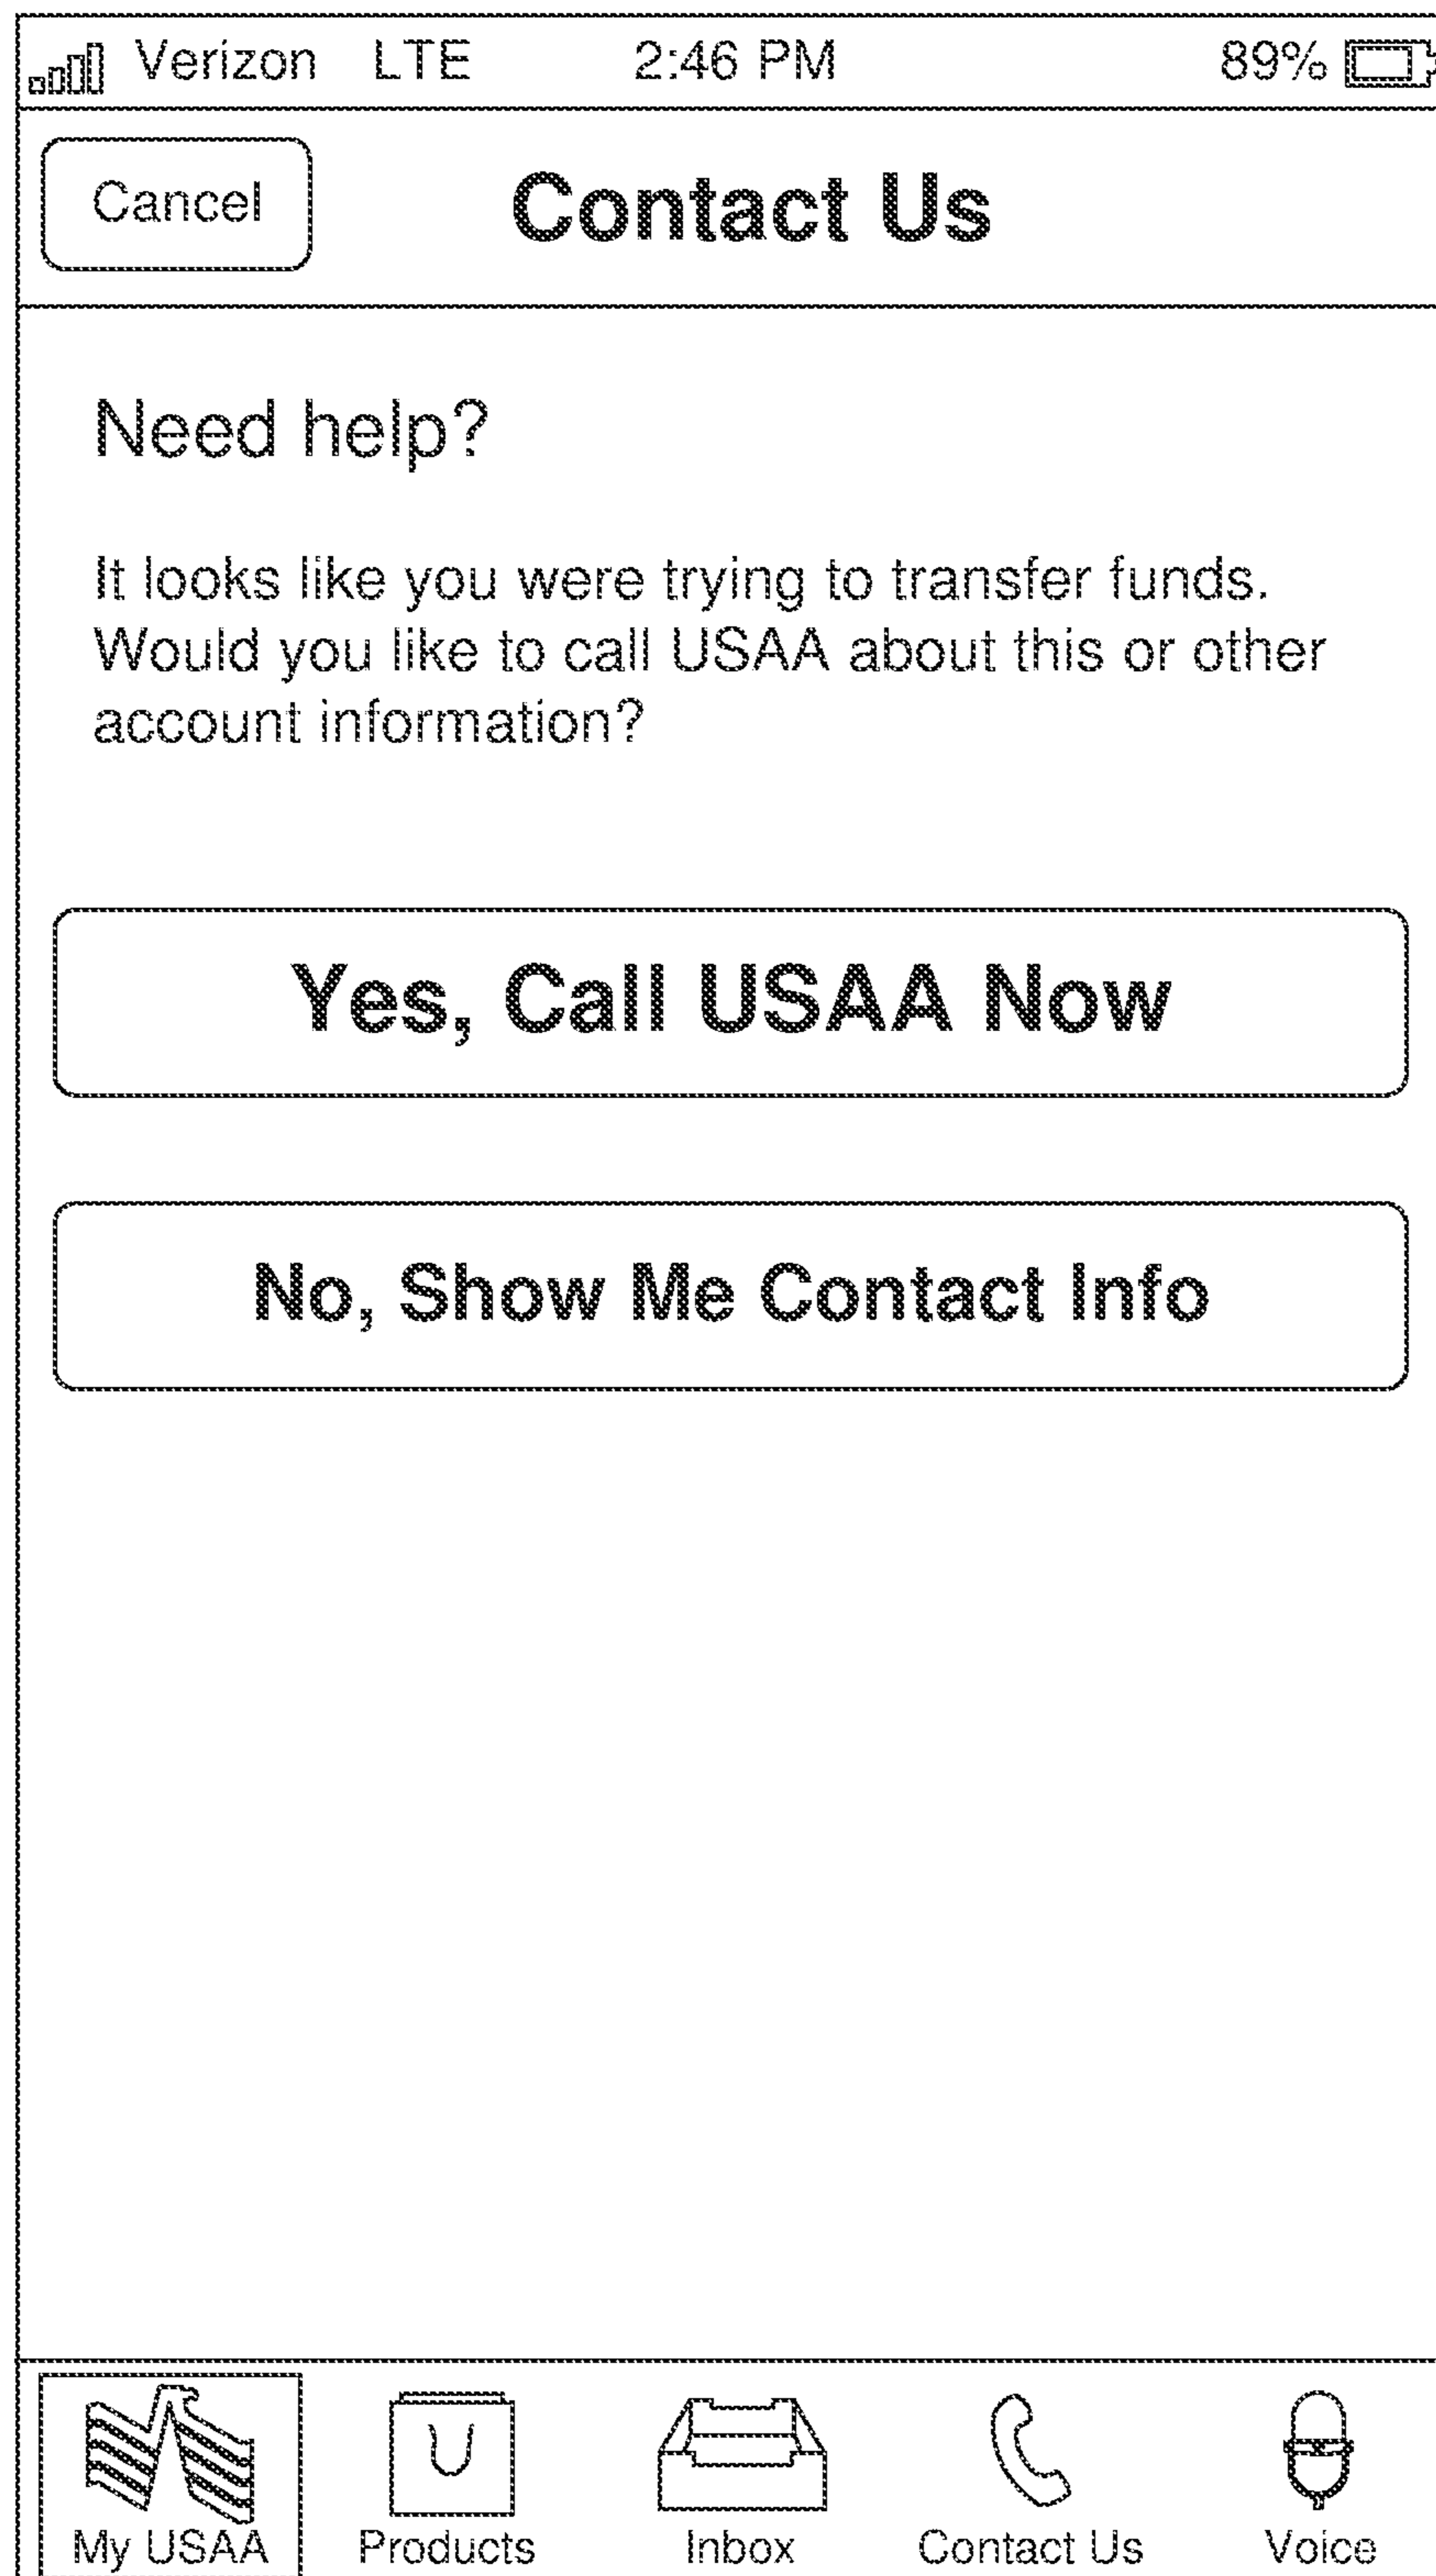 Verizon LTE 2:46 PM 89%
Cancel Contact Us
Need help?
It looks like you were trying to transfer funds.
Would you like to call USAA about this or other
account information?
Yes, Call USAA Now
No, Show Me Contact Info
My USAA Products Inbox Contact Us Voice